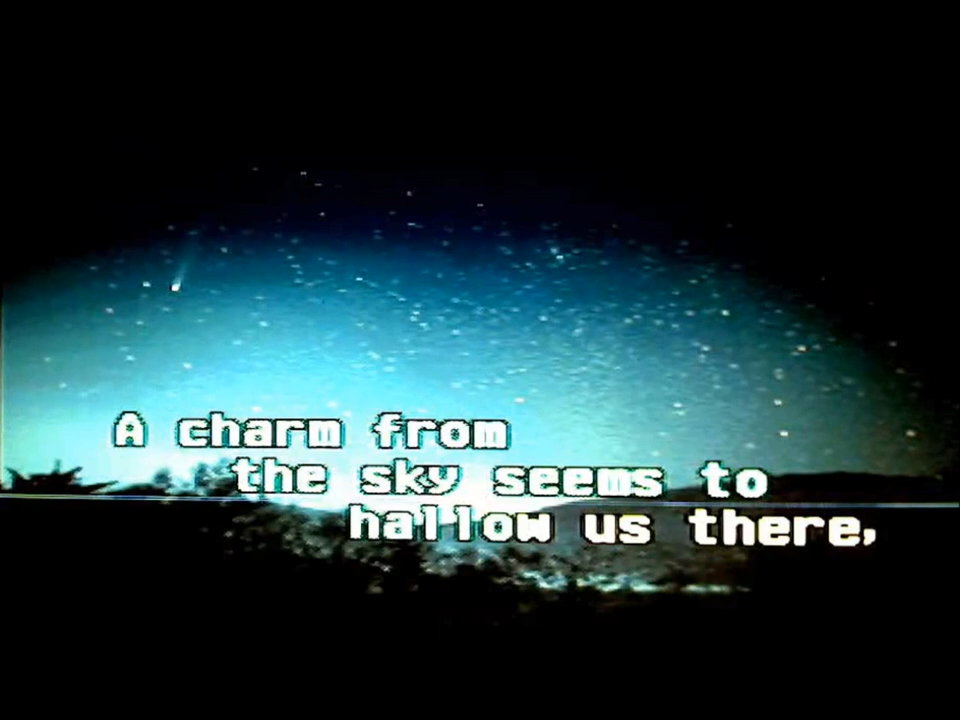 A charm from
the sky seems to
hallow us there,